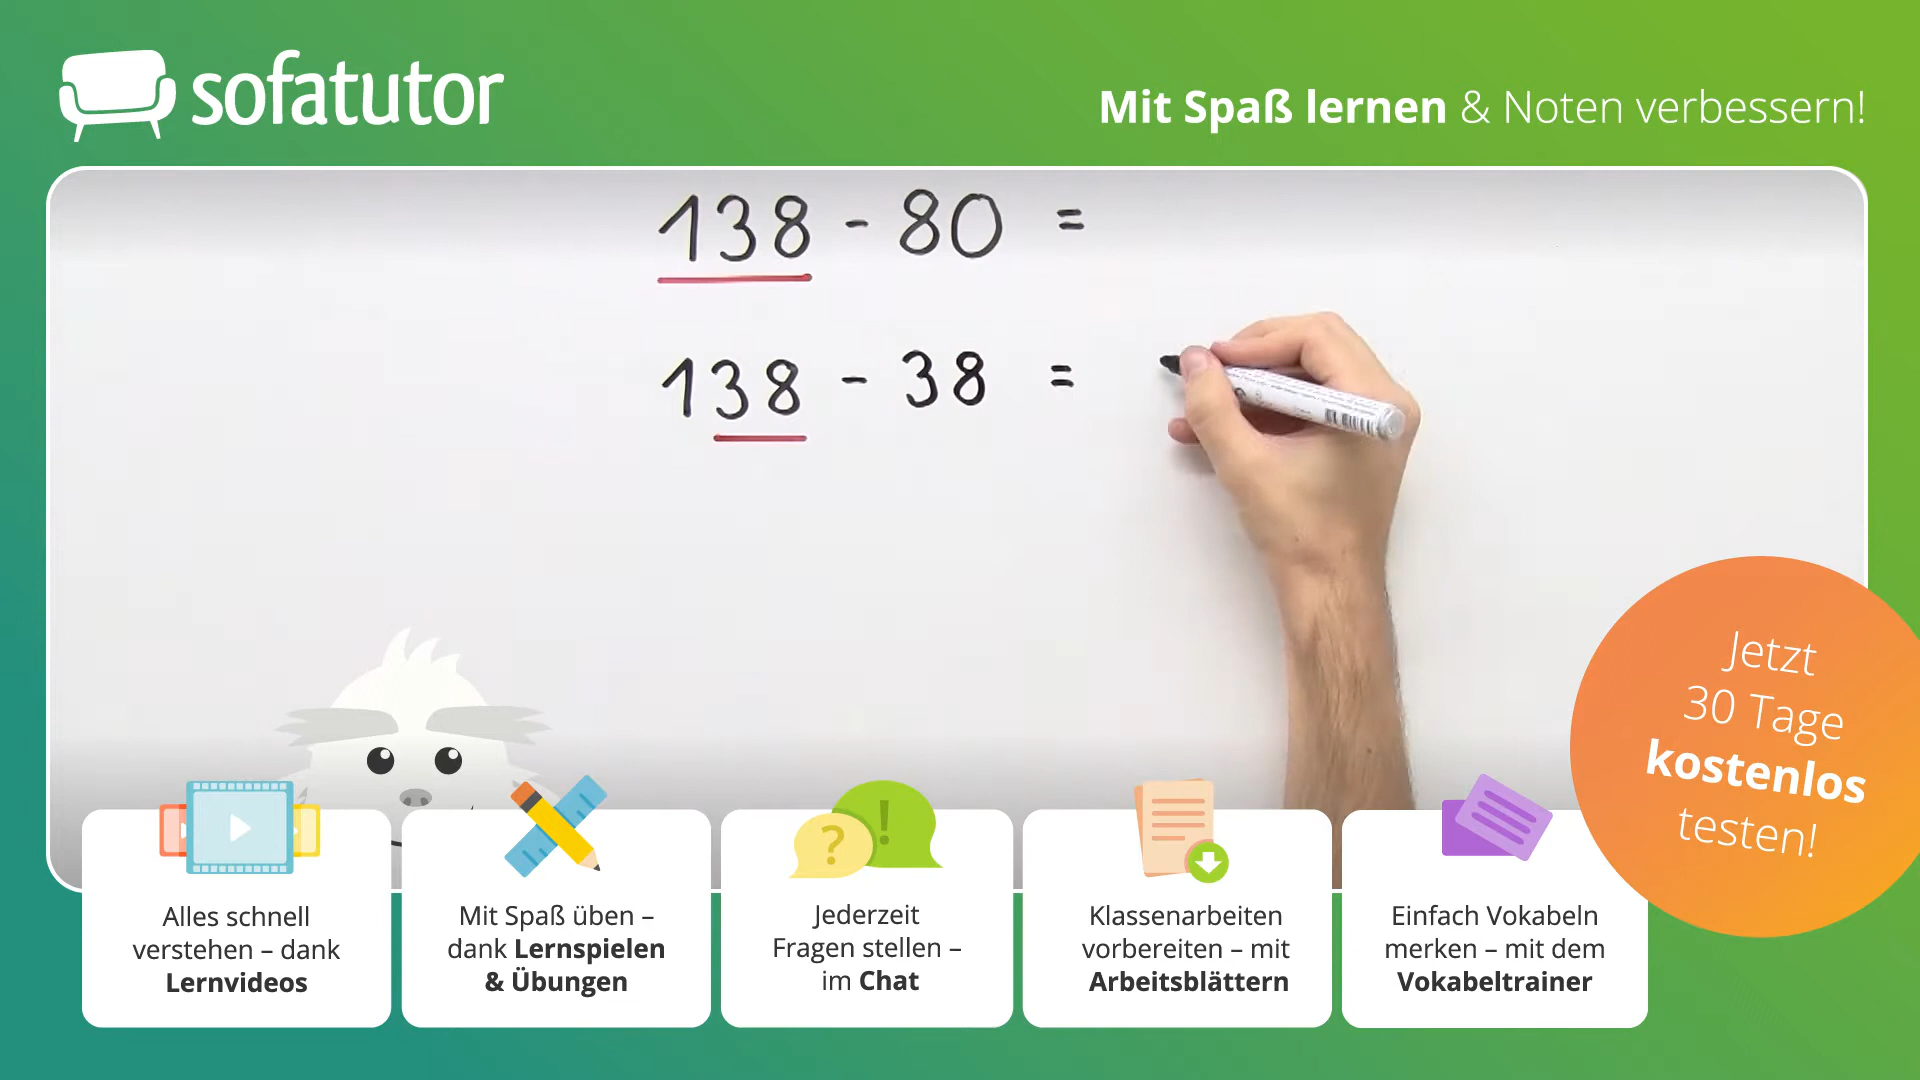 sofatutor
Mit Spaß lernen & Noten verbessern!
138 - 80 =
138 - 38 =
Jetzt
30 Tage
kostenlos
testen!
?
!
Alles schnell
verstehen – dank
Lernvideos
Mit Spaß üben –
dank Lernspielen
& Übungen
Jederzeit
Fragen stellen –
im Chat
Klassenarbeiten
vorbereiten – mit
Arbeitsblättern
Einfach Vokabeln
merken – mit dem
Vokabeltrainer